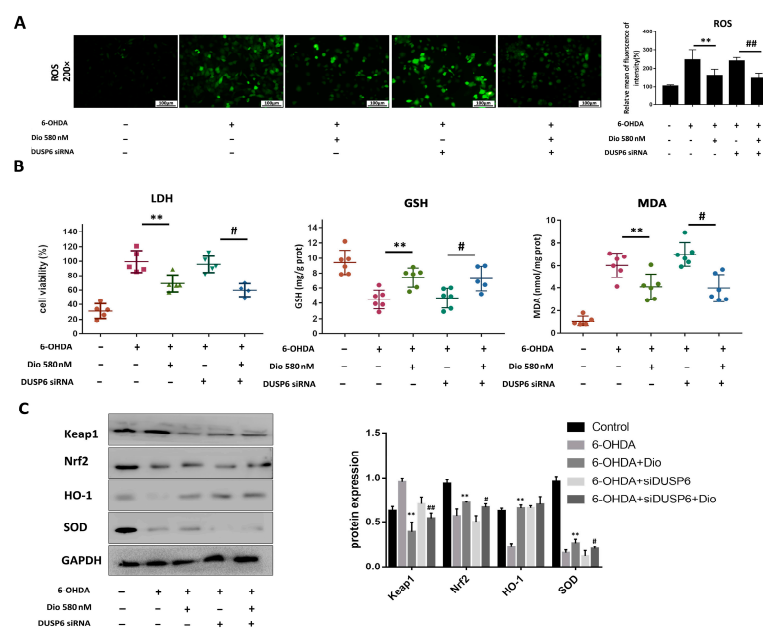 A
ROS
200×
100μm
100μm
100μm
100μm
100μm
6-OHDA − + + + +
Dio 580 nM − − + − +
DUSP6 siRNA − − − + +
ROS
Relative mean of fluorescence of
intensity(%)
400
300
200
100
0
**
##
6-OHDA - + + + +
Dio 580 nM - - + - +
DUSP6 siRNA - - - + +
B
LDH
cell viability (%)
140
120
100
80
60
40
20
0
**
#
6-OHDA − + + + +
Dio 580 nM − − + − +
DUSP6 siRNA − − − + +
GSH
GSH (mg/g prot)
14
12
10
8
6
4
2
0
**
#
6-OHDA − + + + +
Dio 580 nM − − + − +
DUSP6 siRNA − − − + +
MDA
MDA (nmol/mg prot)
10
8
6
4
2
0
**
#
6-OHDA − + + + +
Dio 580 nM − − + − +
DUSP6 siRNA − − − + +
C
Keap1
Nrf2
HO-1
SOD
GAPDH
6-OHDA − + + + +
Dio 580 nM − − + − +
DUSP6 siRNA − − − + +
protein expression
1.5
1.0
0.5
0.0
**
##
**
#
**
**
#
Keap1
Nrf2
HO-1
SOD
Control
6-OHDA
6-OHDA+Dio
6-OHDA+siDUSP6
6-OHDA+siDUSP6+Dio